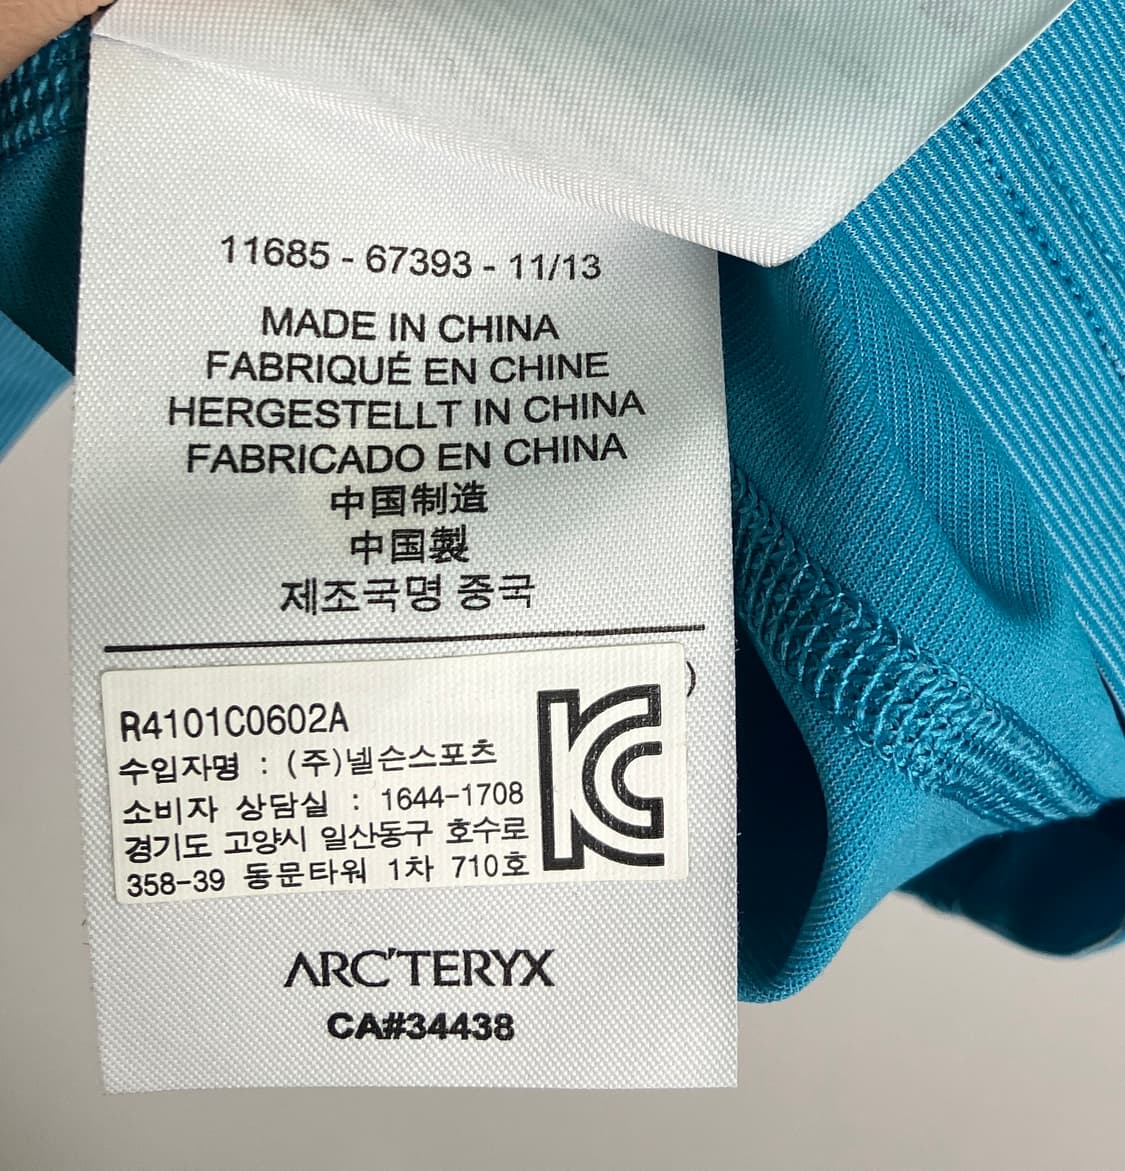 11685 - 67393 - 11/13
MADE IN CHINA
FABRIQUÉ EN CHINE
HERGESTELLT IN CHINA
FABRICADO EN CHINA
中国制造
中国製
제조국명 중국
)
R4101C0602A
수입자명 : (주)넬슨스포츠
소비자 상담실 : 1644-1708
경기도 고양시 일산동구 호수로
358-39 동문타워 1차 710호
KC
ARC'TERYX
CA#34438